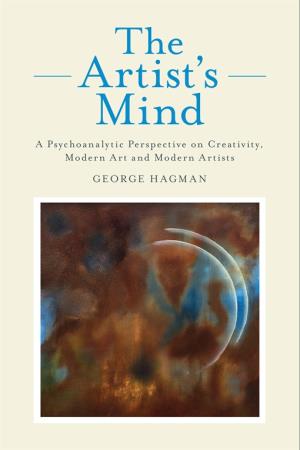 The
Artist's
Mind
A Psychoanalytic Perspective on Creativity,
Modern Art and Modern Artists
GEORGE HAGMAN